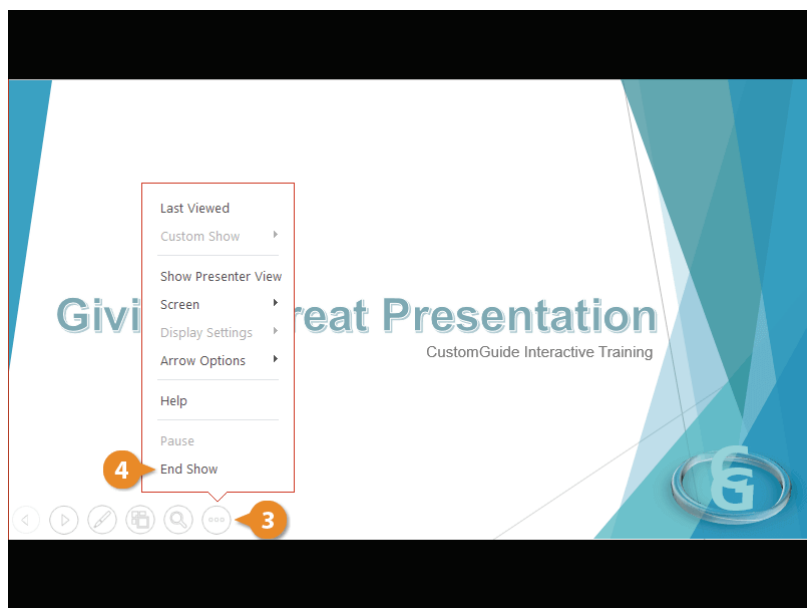 Last Viewed
Custom Show
Show Presenter View
Screen
Givi reat Presentation
Display Settings
CustomGuide Interactive Training
Arrow Options
Help
Pause
4 End Show
3
G
G